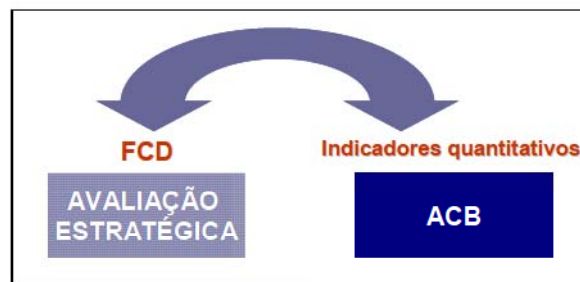 FCD
Indicadores quantitativos
AVALIAÇÃO
ESTRATÉGICA
ACB